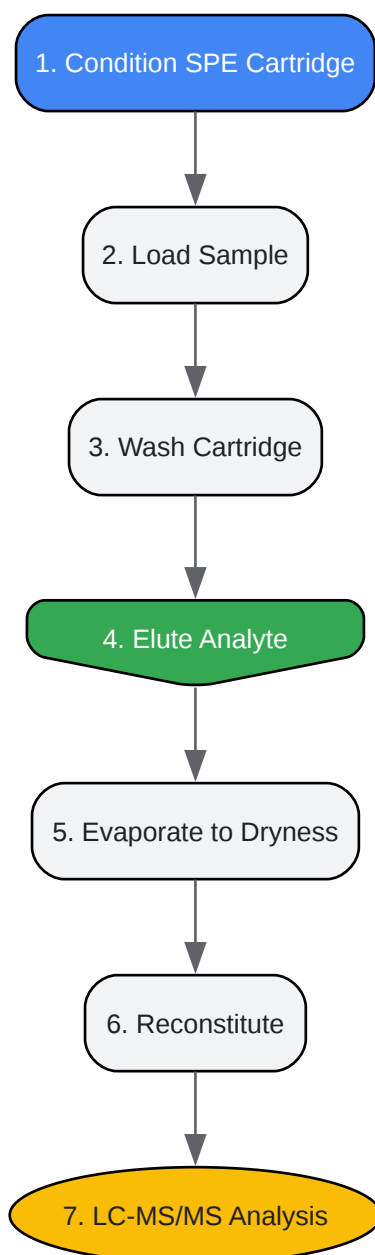 1. Condition SPE Cartridge
2. Load Sample
3. Wash Cartridge
4. Elute Analyte
5. Evaporate to Dryness
6. Reconstitute
7. LC-MS/MS Analysis